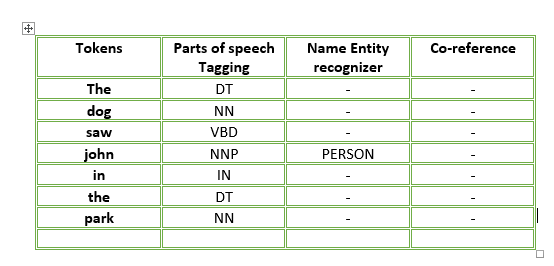 Tokens Parts of speech Tagging Name Entity recognizer Co-reference
The DT - -
dog NN - -
saw VBD - -
john NNP PERSON -
in IN - -
the DT - -
park NN - -